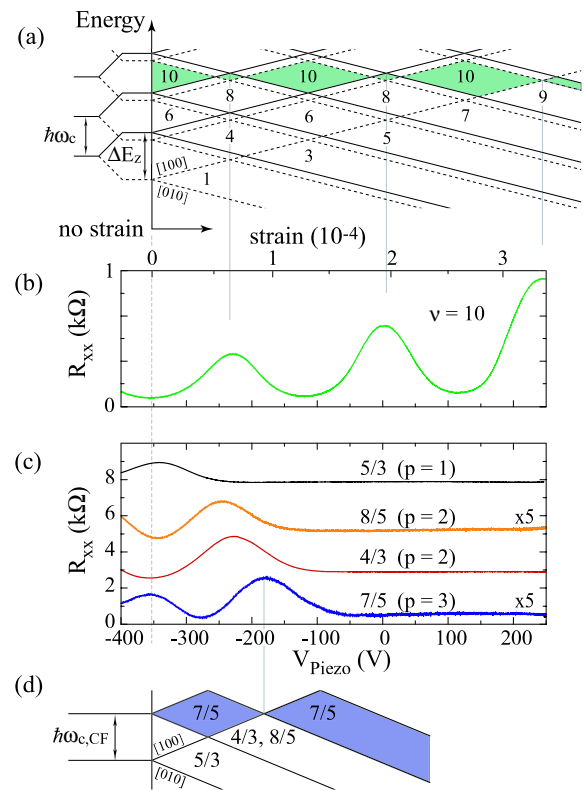 Energy
(a)
10 10 10
8 8 9
6 6 7
ħωc
4 5
ΔEz
[100]
3
1
[010]
no strain
strain (10-4)
0 1 2 3
(b)
1
ν = 10
Rxx (kΩ)
0
(c)
8
5/3 (p = 1)
6
8/5 (p = 2) x5
Rxx (kΩ)
4
4/3 (p = 2)
2
7/5 (p = 3) x5
0
-400 -300 -200 -100 0 100 200
VPiezo (V)
(d)
7/5 7/5
ħωc,CF
[100]
4/3, 8/5
5/3
[010]